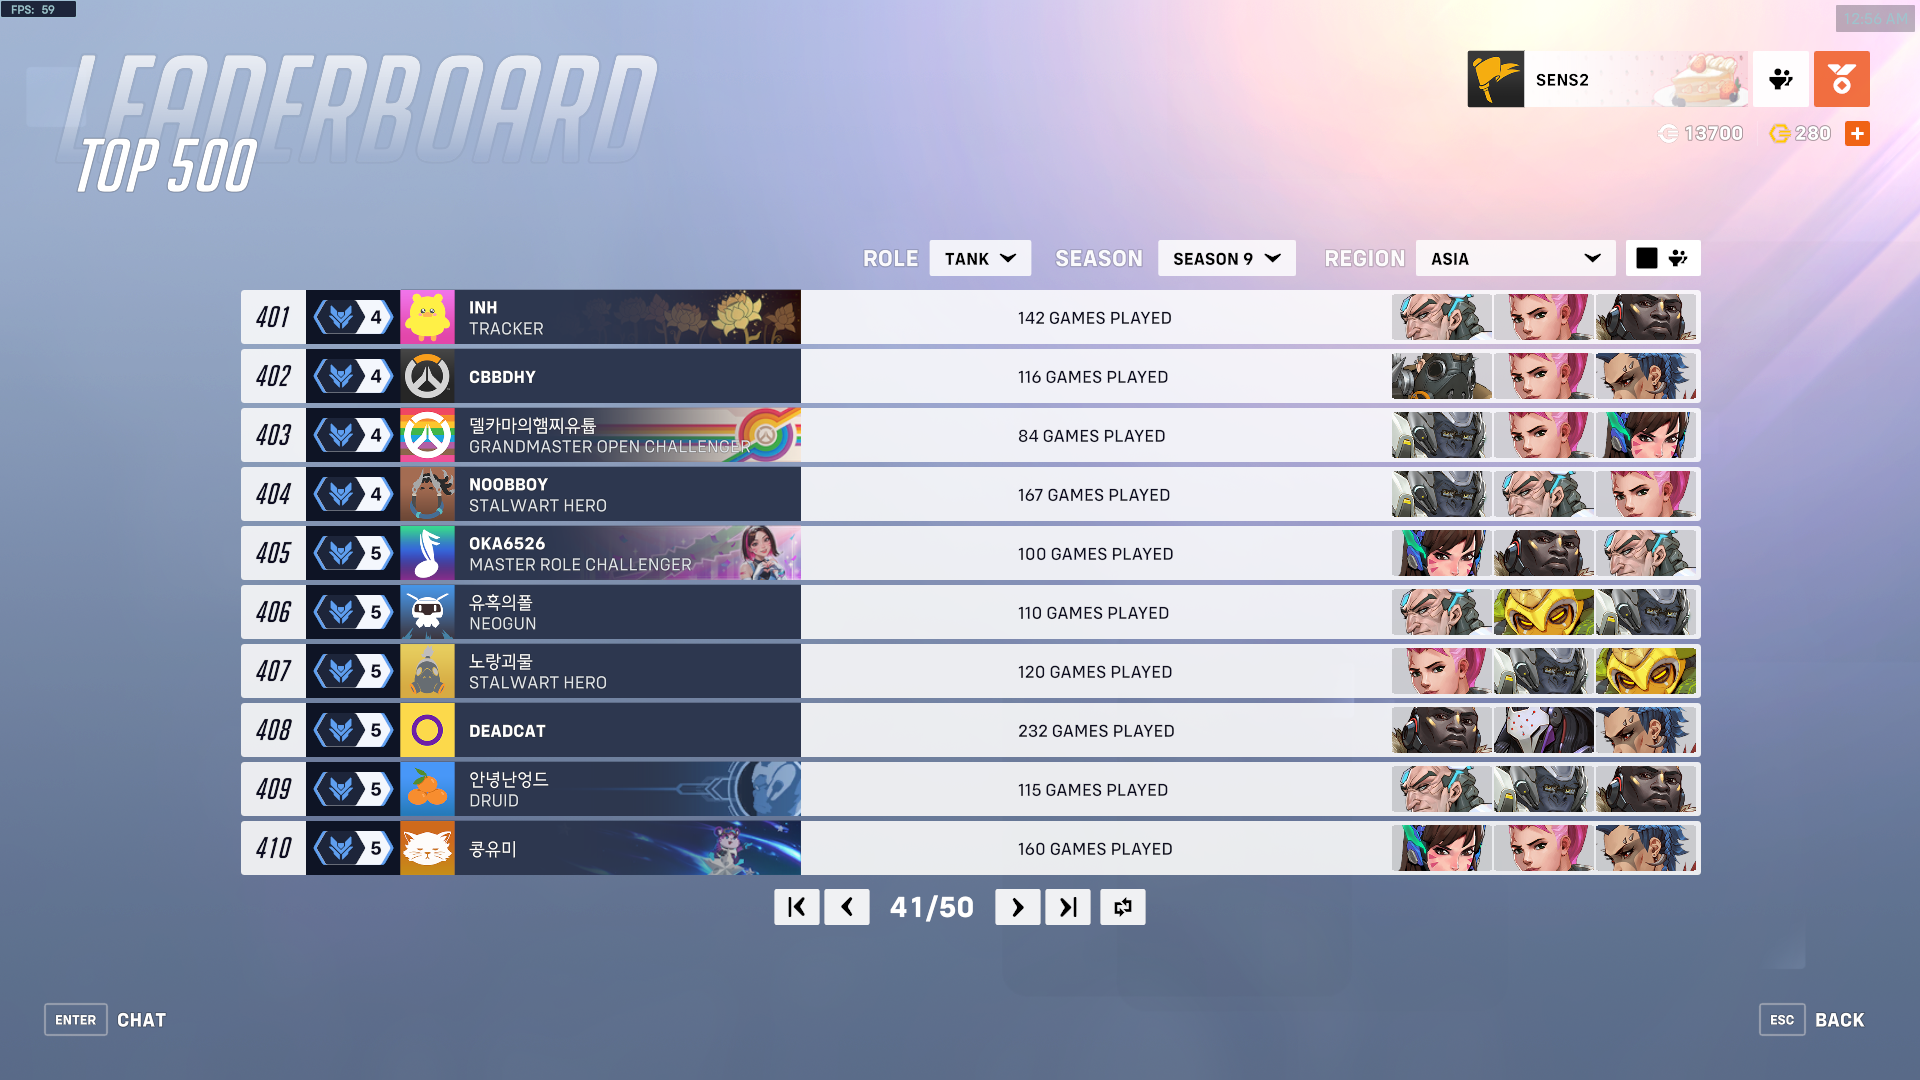 FPS: 59
12:56 AM
LEADERBOARD
TOP 500
SENS2
13700
280
ROLE
TANK
SEASON
SEASON 9
REGION
ASIA
401
4
INH
TRACKER
142 GAMES PLAYED
402
4
CBBDHY
116 GAMES PLAYED
403
4
델카마의햄찌유튭
GRANDMASTER OPEN CHALLENGER
84 GAMES PLAYED
404
4
NOOBBOY
STALWART HERO
167 GAMES PLAYED
405
5
OKA6526
MASTER ROLE CHALLENGER
100 GAMES PLAYED
406
5
유혹의폴
NEOGUN
110 GAMES PLAYED
407
5
노랑괴물
STALWART HERO
120 GAMES PLAYED
408
5
DEADCAT
232 GAMES PLAYED
409
5
안녕난엉드
DRUID
115 GAMES PLAYED
410
5
콩유미
160 GAMES PLAYED
41/50
ENTER
CHAT
ESC
BACK